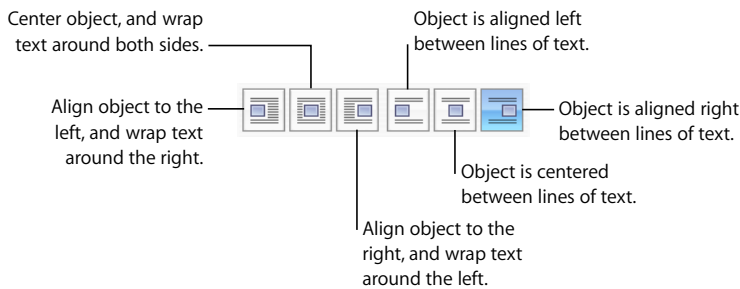 Center object, and wrap
text around both sides.
Object is aligned left
between lines of text.
Align object to the
left, and wrap text
around the right.
Object is aligned right
between lines of text.
Object is centered
between lines of text.
Align object to the
right, and wrap text
around the left.